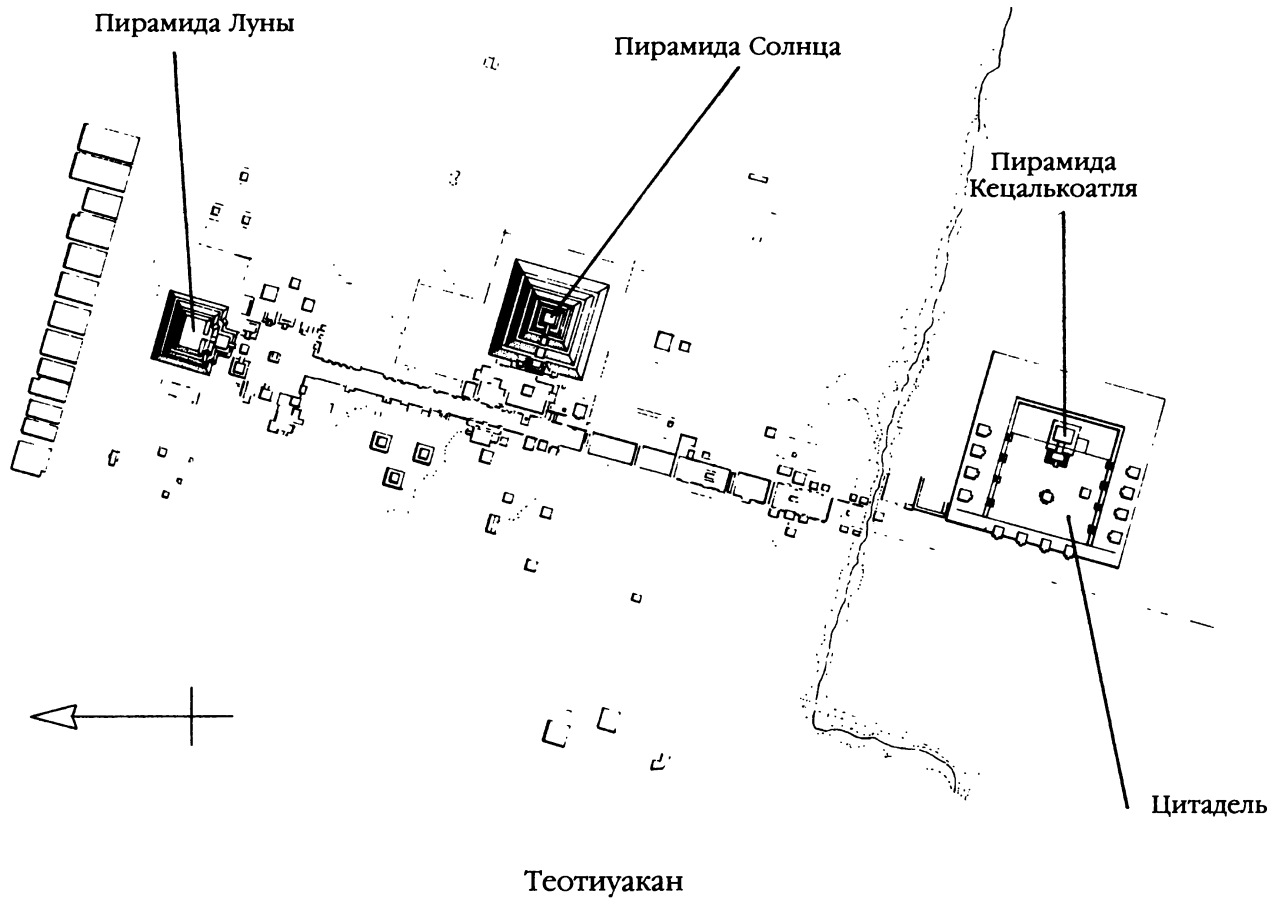 Пирамида Луны
Пирамида Солнца
Пирамида
Кецалькоатля
Цитадель
Теотиуакан